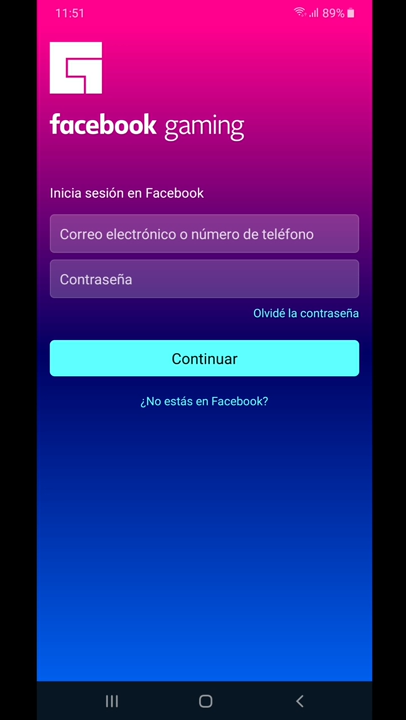 11:51
89%
facebook gaming
Inicia sesión en Facebook
Correo electrónico o número de teléfono
Contraseña
Olvidé la contraseña
Continuar
¿No estás en Facebook?